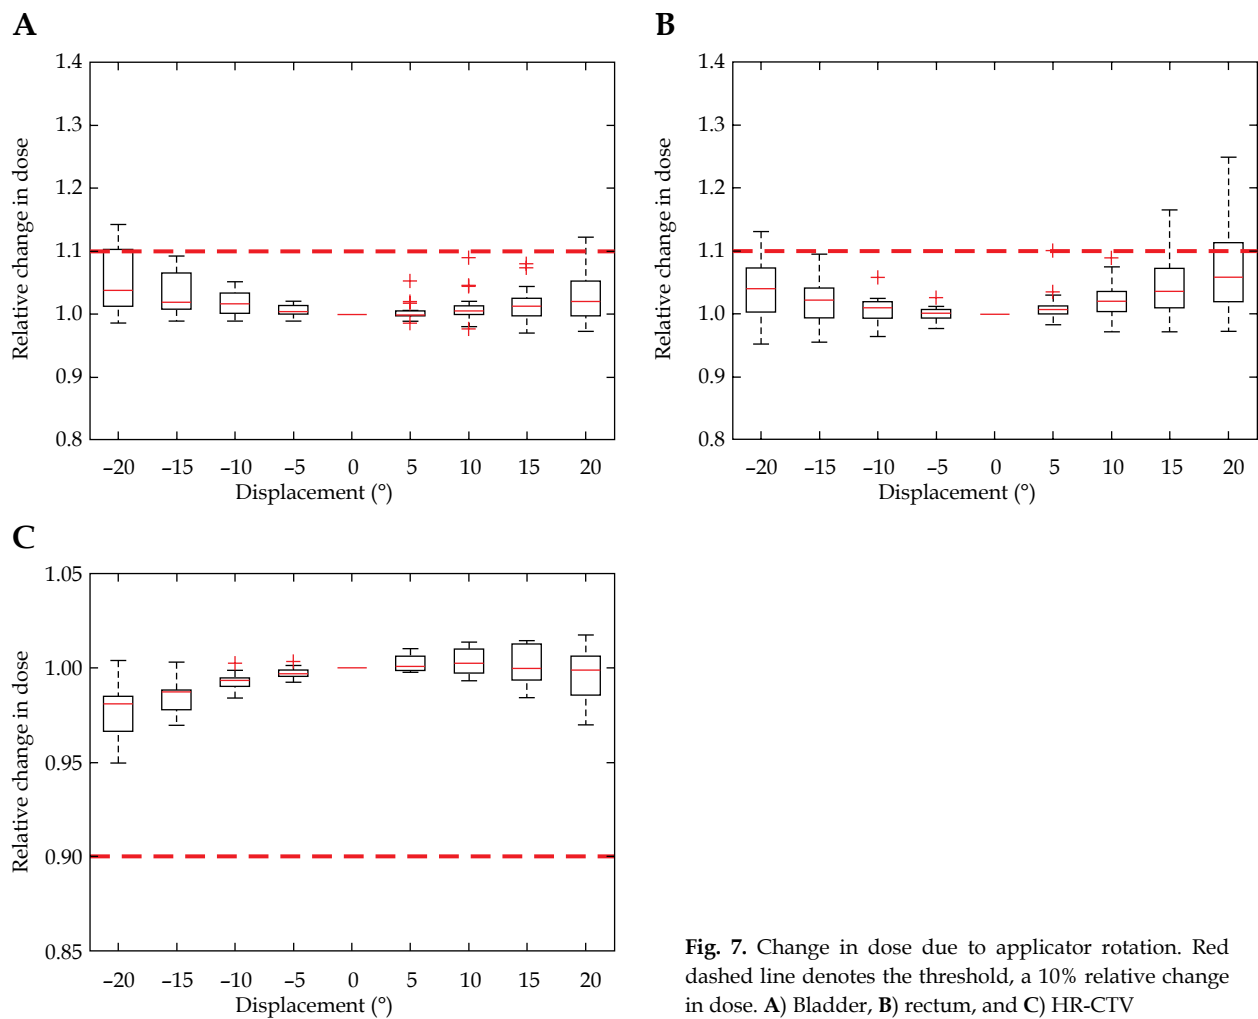 A
1.4
1.3
1.2
1.1
1.0
0.9
0.8
Relative change in dose
–20 –15 –10 –5 0 5 10 15 20
Displacement (°)
B
1.4
1.3
1.2
1.1
1.0
0.9
0.8
Relative change in dose
–20 –15 –10 –5 0 5 10 15 20
Displacement (°)
C
1.05
1.00
0.95
0.90
0.85
Relative change in dose
–20 –15 –10 –5 0 5 10 15 20
Displacement (°)
Fig. 7. Change in dose due to applicator rotation. Red
dashed line denotes the threshold, a 10% relative change
in dose. A) Bladder, B) rectum, and C) HR-CTV